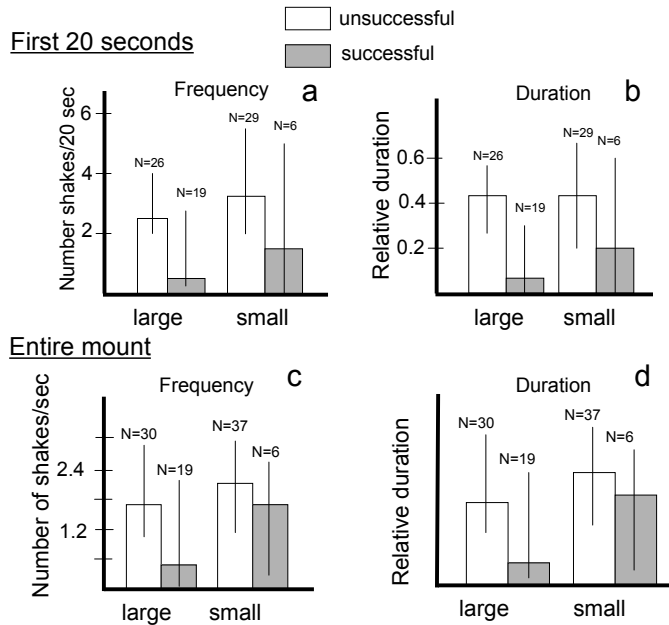 unsuccessful
successful
First 20 seconds
Frequency
a
Number shakes/20 sec
6
4
2
N=26
N=19
N=29
N=6
large
small
Duration
b
Relative duration
0.6
0.4
0.2
N=26
N=19
N=29
N=6
large
small
Entire mount
Frequency
c
Number of shakes/sec
2.4
1.2
N=30
N=19
N=37
N=6
large
small
Duration
d
Relative duration
N=30
N=19
N=37
N=6
large
small